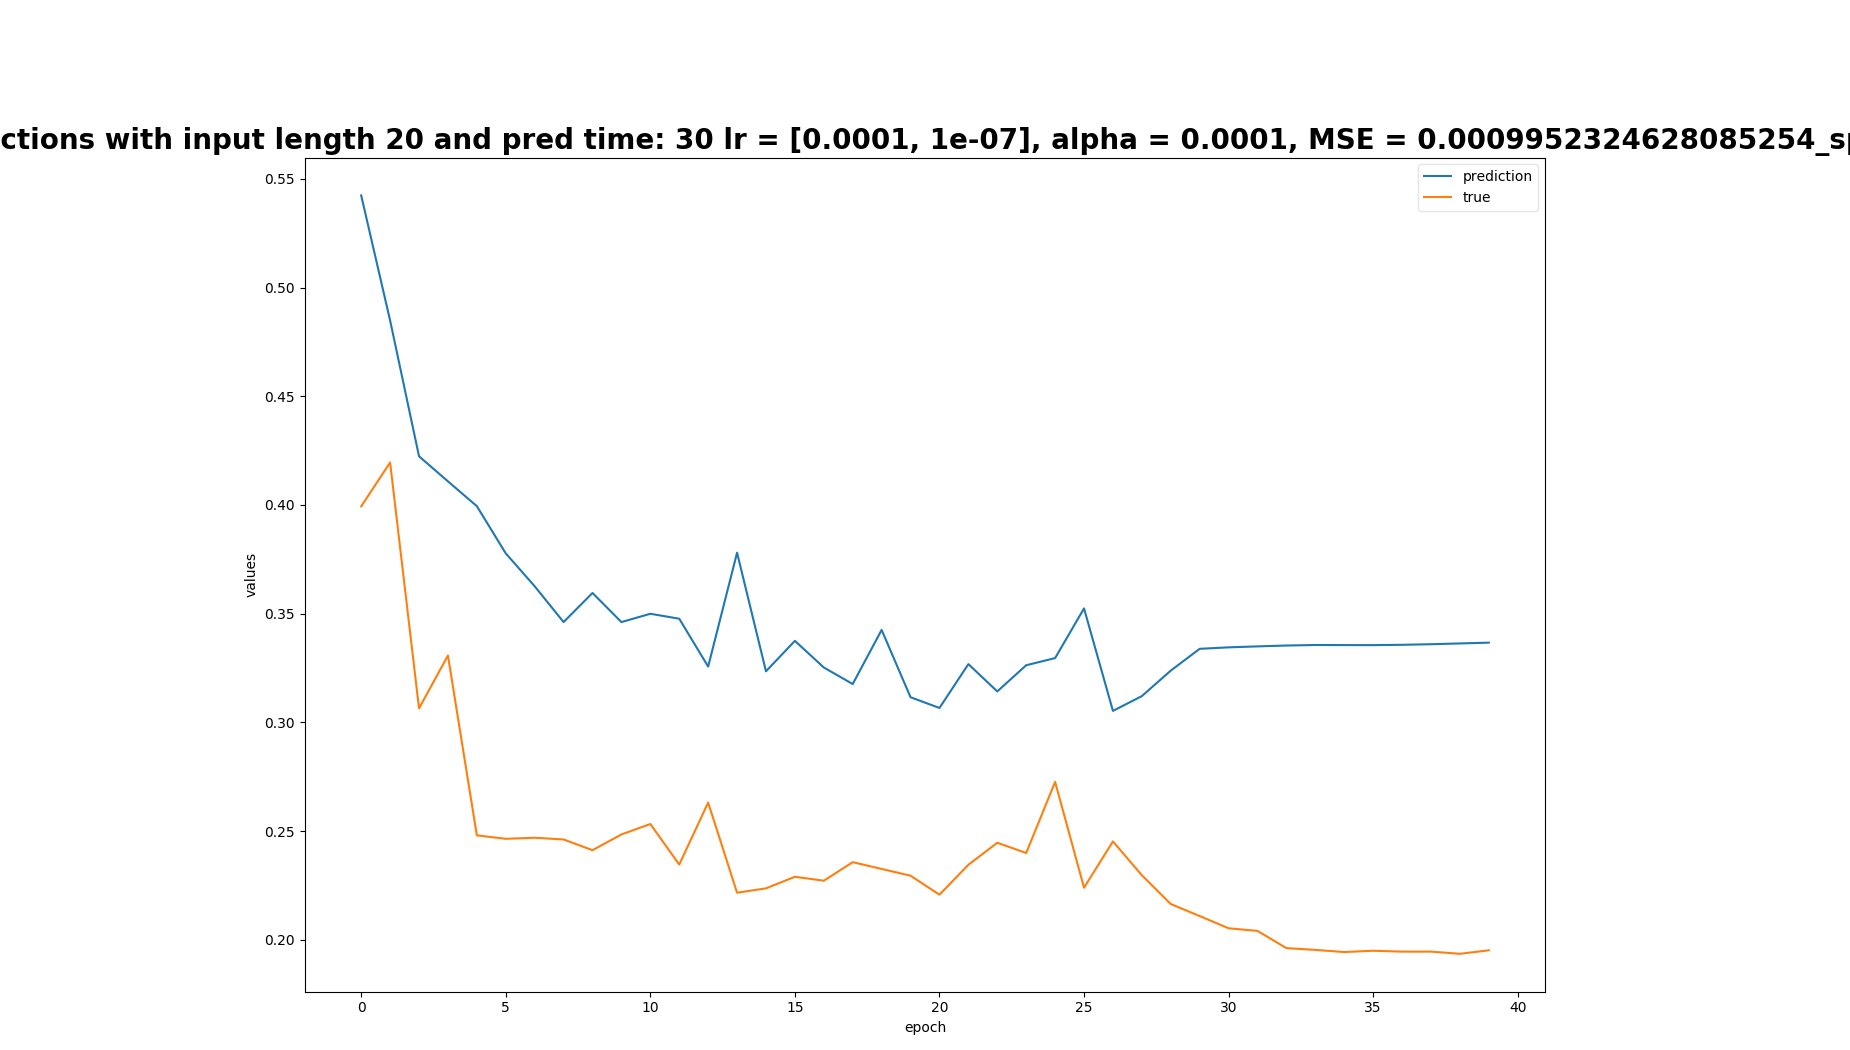 ctions with input length 20 and pred time: 30 lr = [0.0001, 1e-07], alpha = 0.0001, MSE = 0.0009952324628085254_sp
prediction
true
0.55
0.50
0.45
0.40
0.35
0.30
0.25
0.20
values
0 5 10 15 20 25 30 35 40
epoch